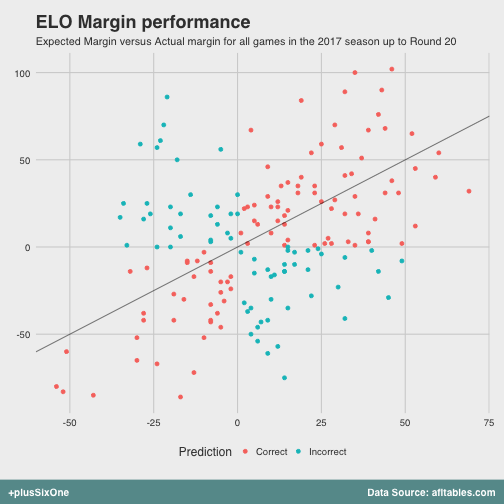 ELO Margin performance
Expected Margin versus Actual margin for all games in the 2017 season up to Round 20
100
50
0
-50
-50
-25
0
25
50
75
Prediction Correct Incorrect
+plusSixOne
Data Source: afltables.com